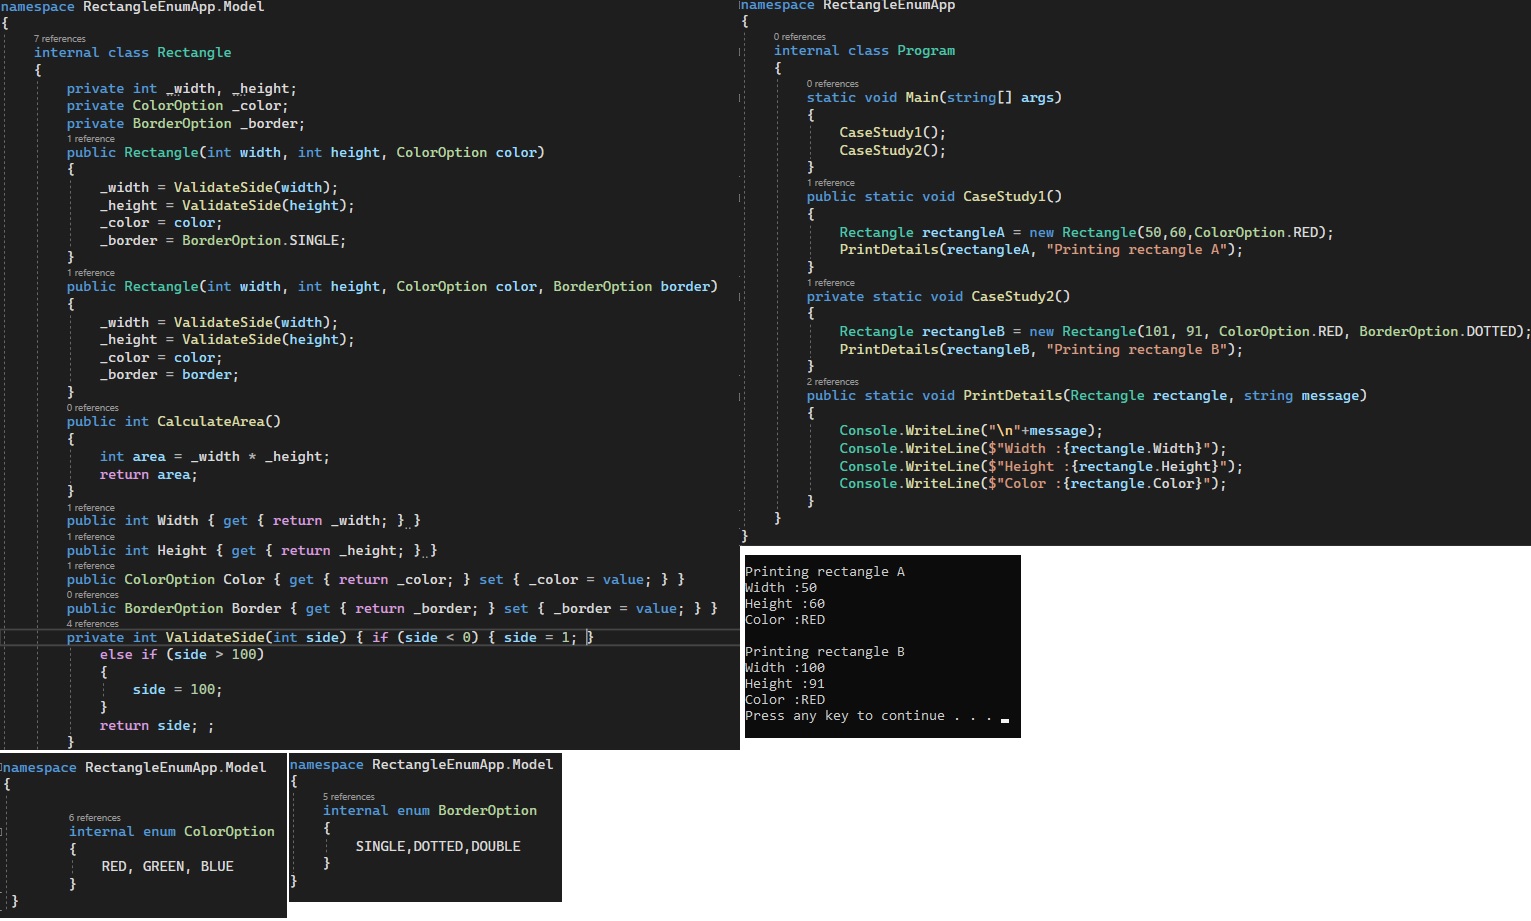 namespace RectangleEnumApp.Model
{
7 references
internal class Rectangle
{
private int _width, _height;
private ColorOption _color;
private BorderOption _border;
1 reference
public Rectangle(int width, int height, ColorOption color)
{
_width = ValidateSide(width);
_height = ValidateSide(height);
_color = color;
_border = BorderOption.SINGLE;
}
1 reference
public Rectangle(int width, int height, ColorOption color, BorderOption border)
{
_width = ValidateSide(width);
_height = ValidateSide(height);
_color = color;
_border = border;
}
0 references
public int CalculateArea()
{
int area = _width * _height;
return area;
}
1 reference
public int Width { get { return _width; } }
1 reference
public int Height { get { return _height; } }
1 reference
public ColorOption Color { get { return _color; } set { _color = value; } }
0 references
public BorderOption Border { get { return _border; } set { _border = value; } }
4 references
private int ValidateSide(int side) { if (side < 0) { side = 1; }
else if (side > 100)
{
side = 100;
}
return side; ;
}
namespace RectangleEnumApp
{
0 references
internal class Program
{
0 references
static void Main(string[] args)
{
CaseStudy1();
CaseStudy2();
}
1 reference
public static void CaseStudy1()
{
Rectangle rectangleA = new Rectangle(50,60,ColorOption.RED);
PrintDetails(rectangleA, "Printing rectangle A");
}
1 reference
private static void CaseStudy2()
{
Rectangle rectangleB = new Rectangle(101, 91, ColorOption.RED, BorderOption.DOTTED);
PrintDetails(rectangleB, "Printing rectangle B");
}
2 references
public static void PrintDetails(Rectangle rectangle, string message)
{
Console.WriteLine("\n"+message);
Console.WriteLine($"Width :{rectangle.Width}");
Console.WriteLine($"Height :{rectangle.Height}");
Console.WriteLine($"Color :{rectangle.Color}");
}
}
}
Printing rectangle A
Width :50
Height :60
Color :RED
Printing rectangle B
Width :100
Height :91
Color :RED
Press any key to continue . . .
namespace RectangleEnumApp.Model
{
6 references
internal enum ColorOption
{
RED, GREEN, BLUE
}
}
namespace RectangleEnumApp.Model
{
5 references
internal enum BorderOption
{
SINGLE,DOTTED,DOUBLE
}
}